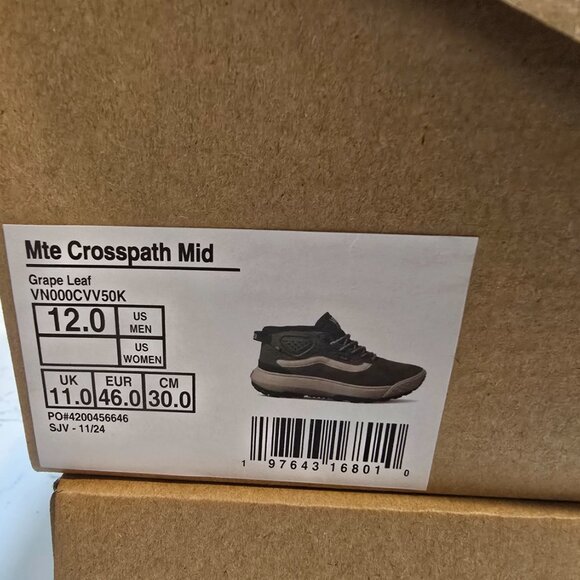 Mte Crosspath Mid
Grape Leaf
VN000CVV50K
12.0 US MEN
US WOMEN
UK 11.0 EUR 46.0 CM 30.0
PO#4200456646
SJV - 11/24
1 97643 16801 0